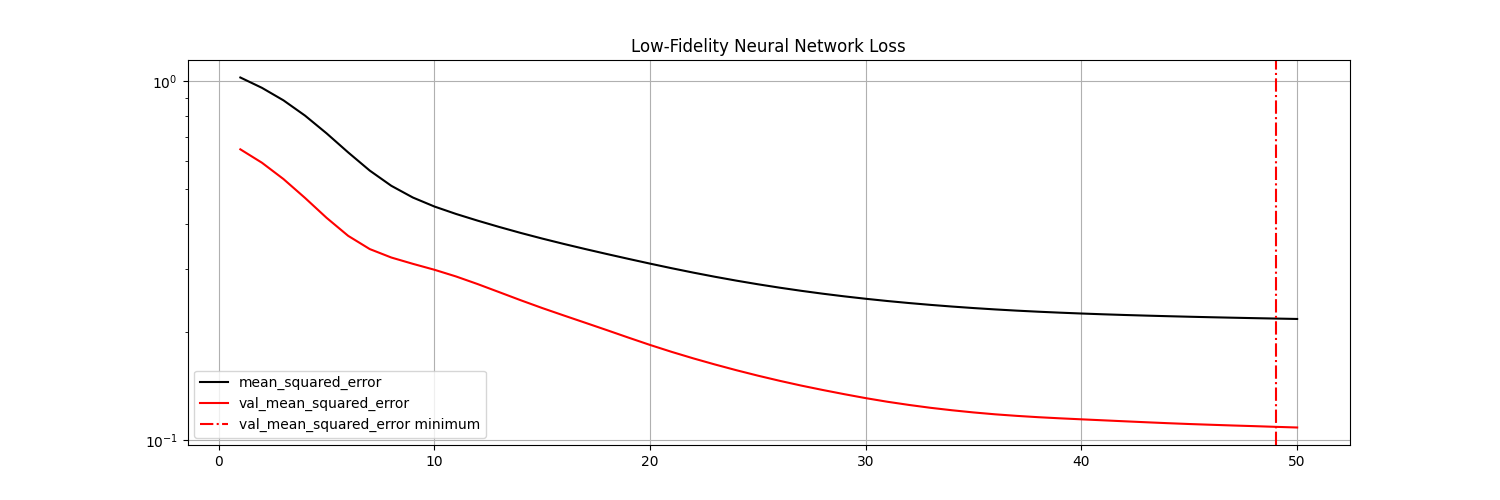 Low-Fidelity Neural Network Loss
10⁰
10⁻¹
mean_squared_error
val_mean_squared_error
val_mean_squared_error minimum
0 10 20 30 40 50